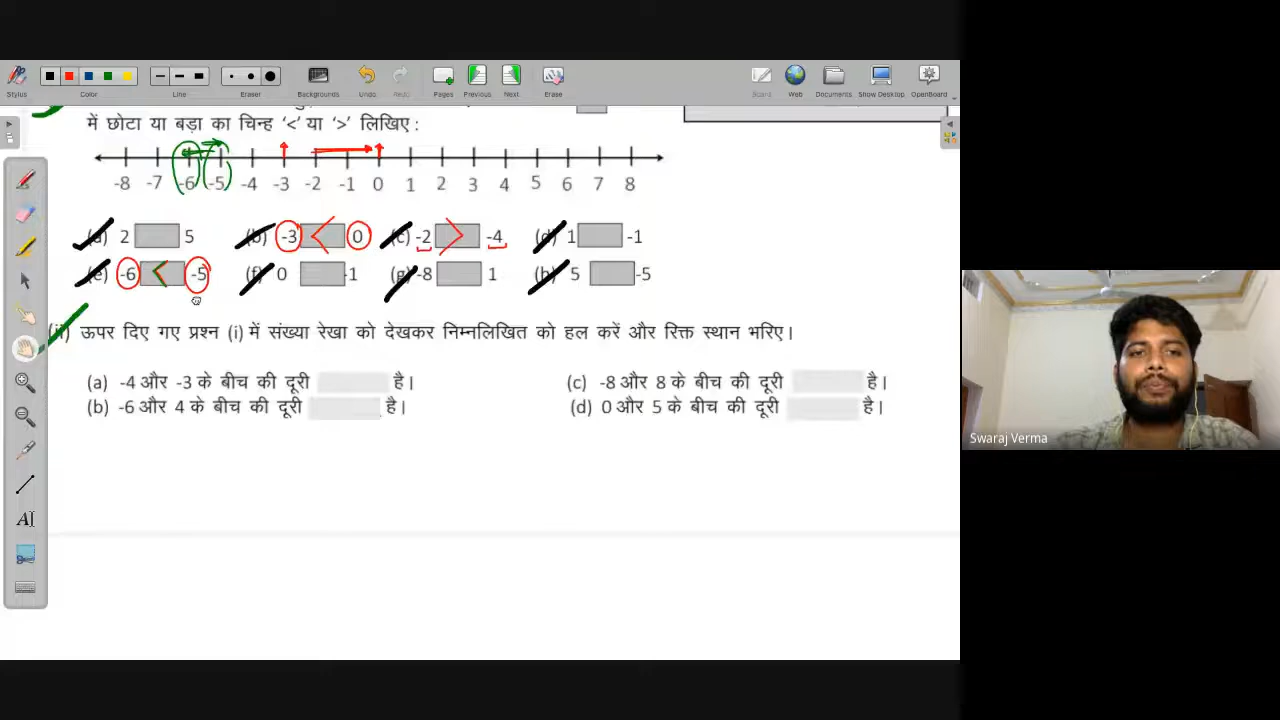 Stylus Color Line Eraser Backgrounds Undo Redo Pages Previous Next Erase Board Web Documents Show Desktop OpenBoard
में छोटा या बड़ा का चिन्ह ‘<’ या ‘>’ लिखिए :
-8 -7 -6 -5 -4 -3 -2 -1 0 1 2 3 4 5 6 7 8
(a) 2 5 (b) -3 < 0 (c) -2 > -4 (d) 1 -1
(e) -6 < -5 (f) 0 -1 (g) -8 1 (h) 5 -5
(ii) ऊपर दिए गए प्रश्न (i) में संख्या रेखा को देखकर निम्नलिखित को हल करें और रिक्त स्थान भरिए।
(a) -4 और -3 के बीच की दूरी है। (c) -8 और 8 के बीच की दूरी है।
(b) -6 और 4 के बीच की दूरी है। (d) 0 और 5 के बीच की दूरी है।
Swaraj Verma